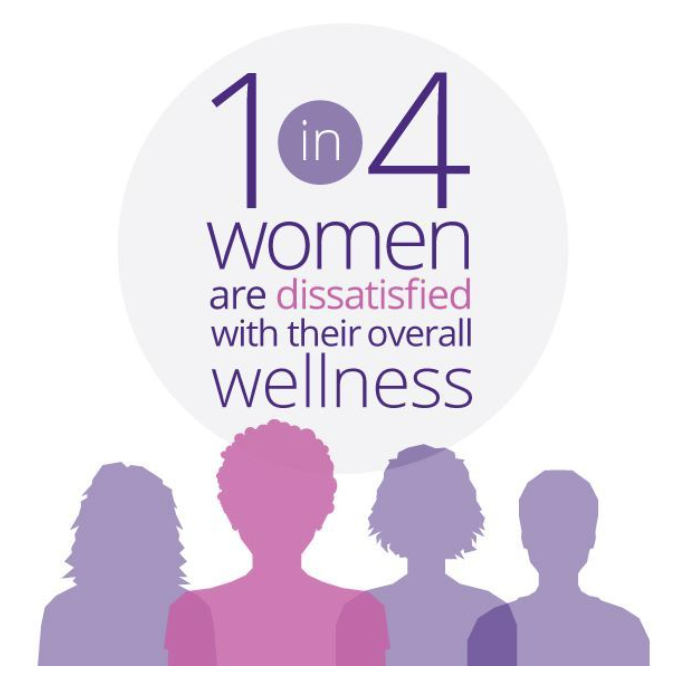 1 in 4
women
are dissatisfied
with their overall
wellness